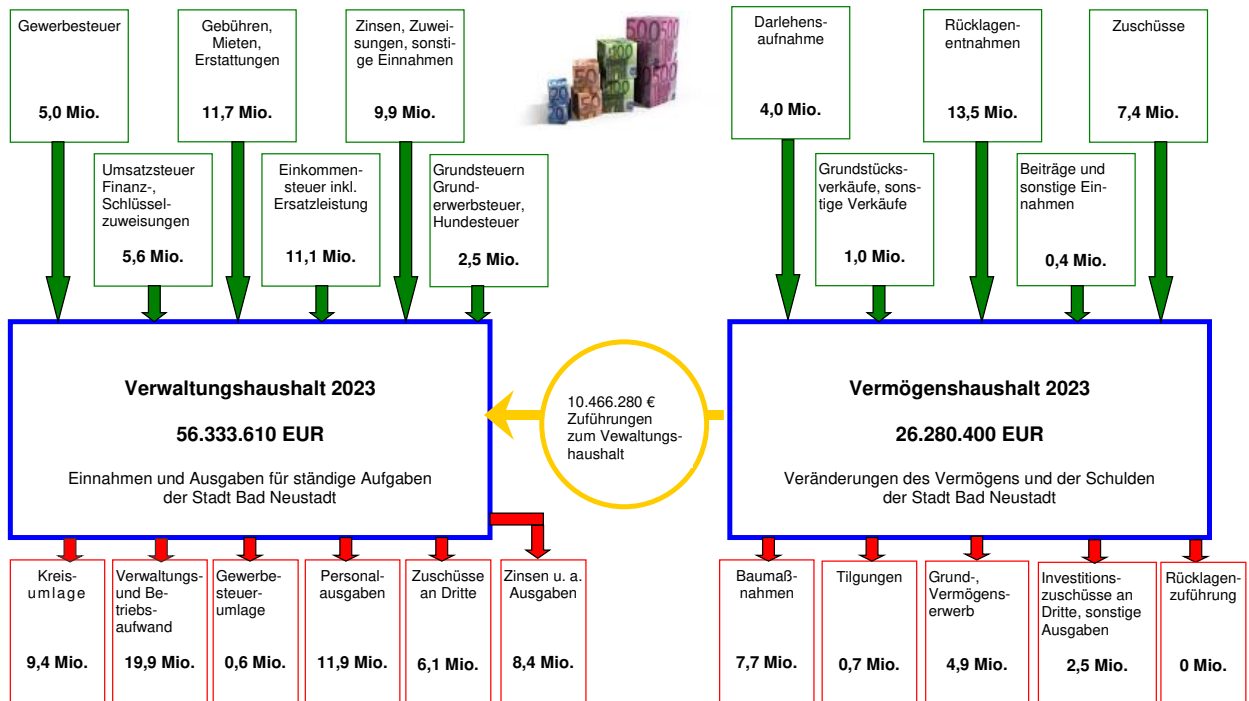 Gewerbesteuer
5,0 Mio.
Gebühren,
Mieten,
Erstattungen
11,7 Mio.
Zinsen, Zuwei-
sungen, sonsti-
ge Einnahmen
9,9 Mio.
Darlehens-
aufnahme
4,0 Mio.
Rücklagen-
entnahmen
13,5 Mio.
Zuschüsse
7,4 Mio.
Umsatzsteuer
Finanz-,
Schlüssel-
zuweisungen
5,6 Mio.
Einkommen-
steuer inkl.
Ersatzleistung
11,1 Mio.
Grundsteuern
Grund-
erwerbsteuer,
Hundesteuer
2,5 Mio.
Grundstücks-
verkäufe, sons-
tige Verkäufe
1,0 Mio.
Beiträge und
sonstige Ein-
nahmen
0,4 Mio.
Verwaltungshaushalt 2023
56.333.610 EUR
Einnahmen und Ausgaben für ständige Aufgaben
der Stadt Bad Neustadt
10.466.280 €
Zuführungen
zum Vewaltungs-
haushalt
Vermögenshaushalt 2023
26.280.400 EUR
Veränderungen des Vermögens und der Schulden
der Stadt Bad Neustadt
Kreis-
umlage
9,4 Mio.
Verwaltungs-
und Be-
triebs-
aufwand
19,9 Mio.
Gewerbe-
steuer-
umlage
0,6 Mio.
Personal-
ausgaben
11,9 Mio.
Zuschüsse
an Dritte
6,1 Mio.
Zinsen u. a.
Ausgaben
8,4 Mio.
Baumaß-
nahmen
7,7 Mio.
Tilgungen
0,7 Mio.
Grund-,
Vermögens-
erwerb
4,9 Mio.
Investitions-
zuschüsse an
Dritte, sonstige
Ausgaben
2,5 Mio.
Rücklagen-
zuführung
0 Mio.